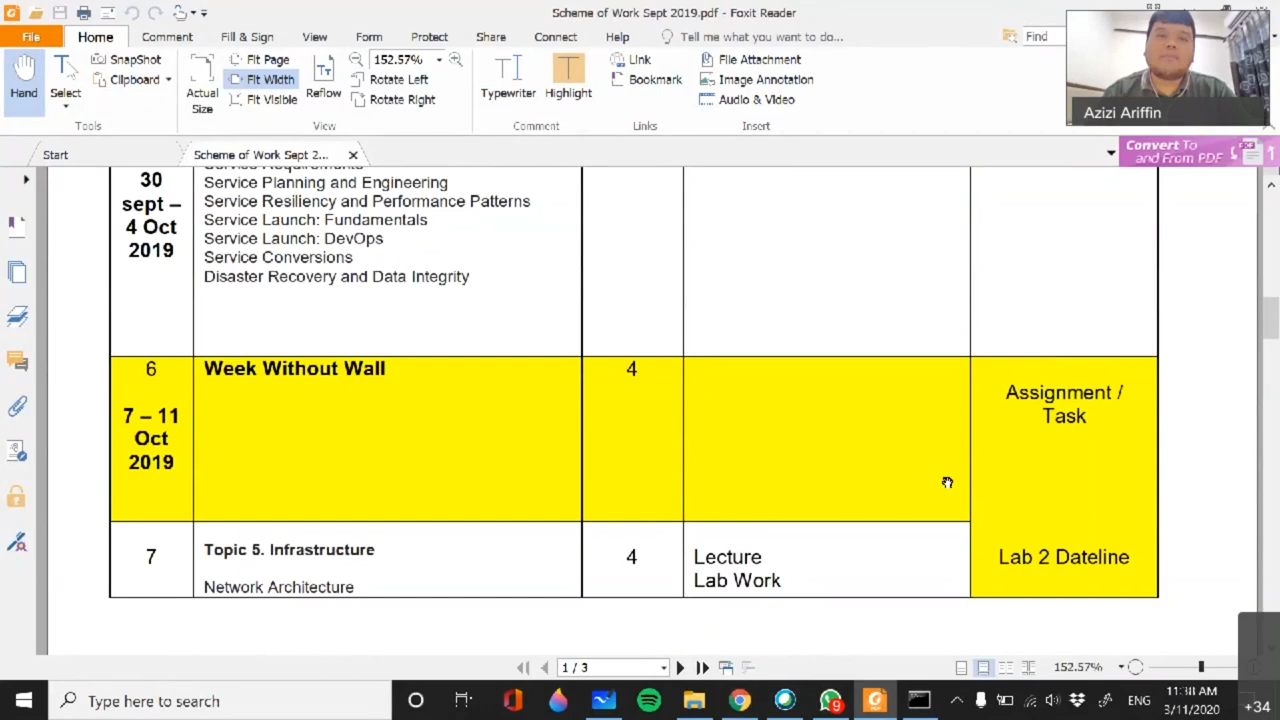 Scheme of Work Sept 2019.pdf - Foxit Reader
File Home Comment Fill & Sign View Form Protect Share Connect Help Tell me what you want to do... Find
Hand
Select
SnapShot
Clipboard
Tools
Actual Size
Fit Page
Fit Width
Fit Visible
Reflow
152.57%
Rotate Left
Rotate Right
View
Typewriter
Highlight
Comment
Link
Bookmark
Links
File Attachment
Image Annotation
Audio & Video
Insert
Azizi Ariffin
Start
Scheme of Work Sept 2...
Convert To
and From PDF
30
sept –
4 Oct
2019
Service Requirements
Service Planning and Engineering
Service Resiliency and Performance Patterns
Service Launch: Fundamentals
Service Launch: DevOps
Service Conversions
Disaster Recovery and Data Integrity
6
7 – 11
Oct
2019
Week Without Wall
4
Assignment /
Task
7
Topic 5. Infrastructure
Network Architecture
4
Lecture
Lab Work
Lab 2 Dateline
1 / 3
152.57%
Type here to search
9
ENG
11:38 AM
3/11/2020
+34